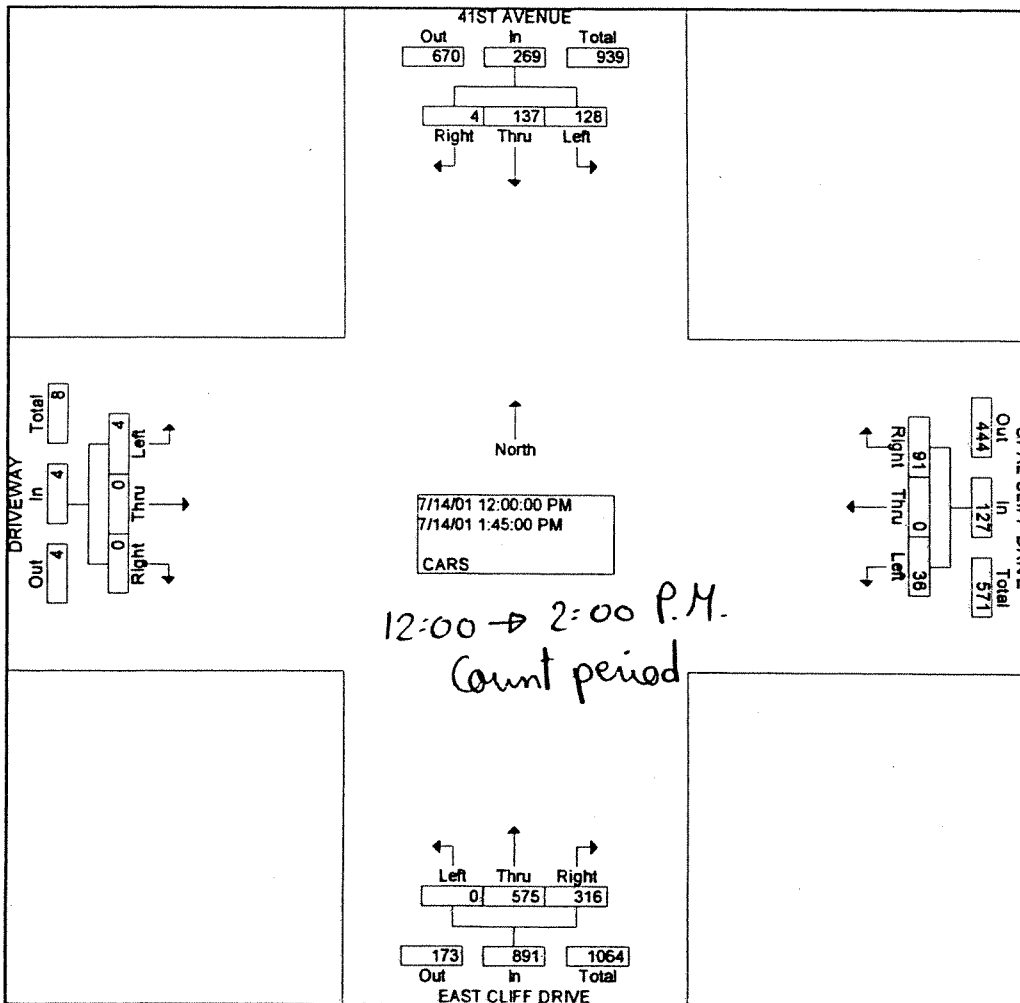 41ST AVENUE
Out In Total
670 269 939
4 137 128
Right Thru Left
DRIVEWAY
Total In Out
8 4 4
Left Thru Right
4 0 0
North
7/14/01 12:00:00 PM
7/14/01 1:45:00 PM
CARS
12:00 → 2:00 P.M.
Count period
Out In Total
444 127 571
Right Thru Left
91 0 36
CLIFF DRIVE
Left Thru Right
0 575 316
173 891 1064
Out In Total
EAST CLIFF DRIVE